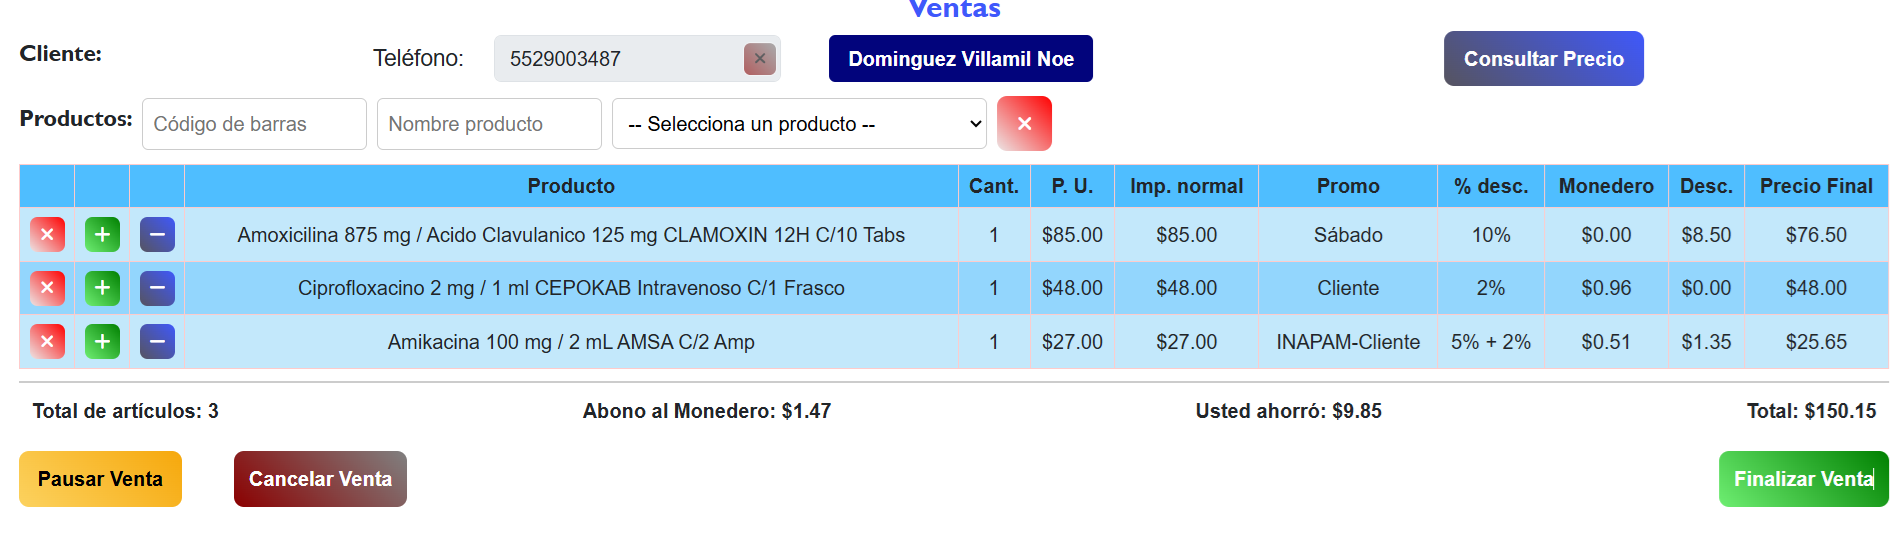 Ventas
Cliente: Teléfono: 5529003487 × Dominguez Villamil Noe Consultar Precio
Productos: Código de barras Nombre producto -- Selecciona un producto -- ×
Producto Cant. P. U. Imp. normal Promo % desc. Monedero Desc. Precio Final
× + − Amoxicilina 875 mg / Acido Clavulanico 125 mg CLAMOXIN 12H C/10 Tabs 1 $85.00 $85.00 Sábado 10% $0.00 $8.50 $76.50
× + − Ciprofloxacino 2 mg / 1 ml CEPOKAB Intravenoso C/1 Frasco 1 $48.00 $48.00 Cliente 2% $0.96 $0.00 $48.00
× + − Amikacina 100 mg / 2 mL AMSA C/2 Amp 1 $27.00 $27.00 INAPAM-Cliente 5% + 2% $0.51 $1.35 $25.65
Total de artículos: 3 Abono al Monedero: $1.47 Usted ahorró: $9.85 Total: $150.15
Pausar Venta Cancelar Venta Finalizar Venta